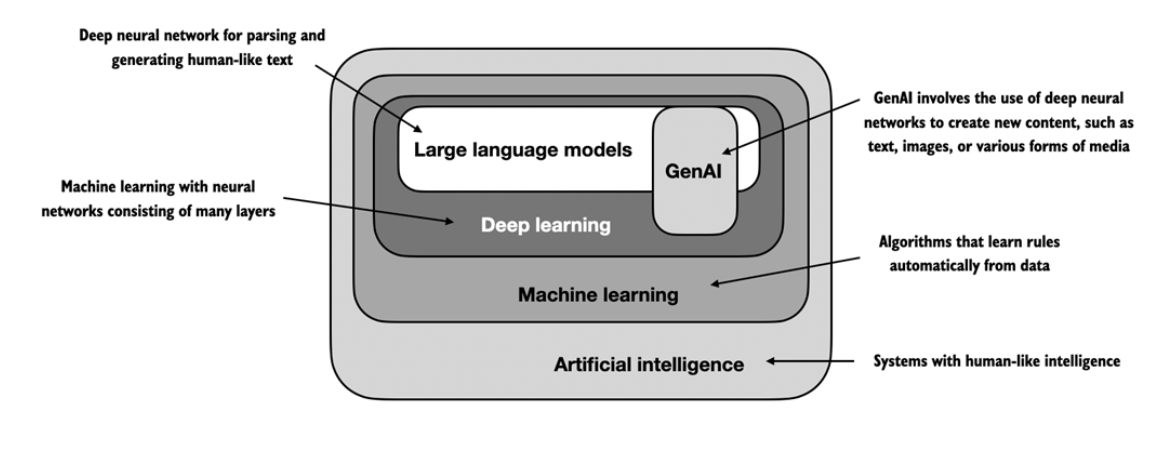 Deep neural network for parsing and
generating human-like text
GenAI involves the use of deep neural
networks to create new content, such as
text, images, or various forms of media
Large language models
GenAI
Machine learning with neural
networks consisting of many layers
Deep learning
Algorithms that learn rules
automatically from data
Machine learning
Artificial intelligence
Systems with human-like intelligence